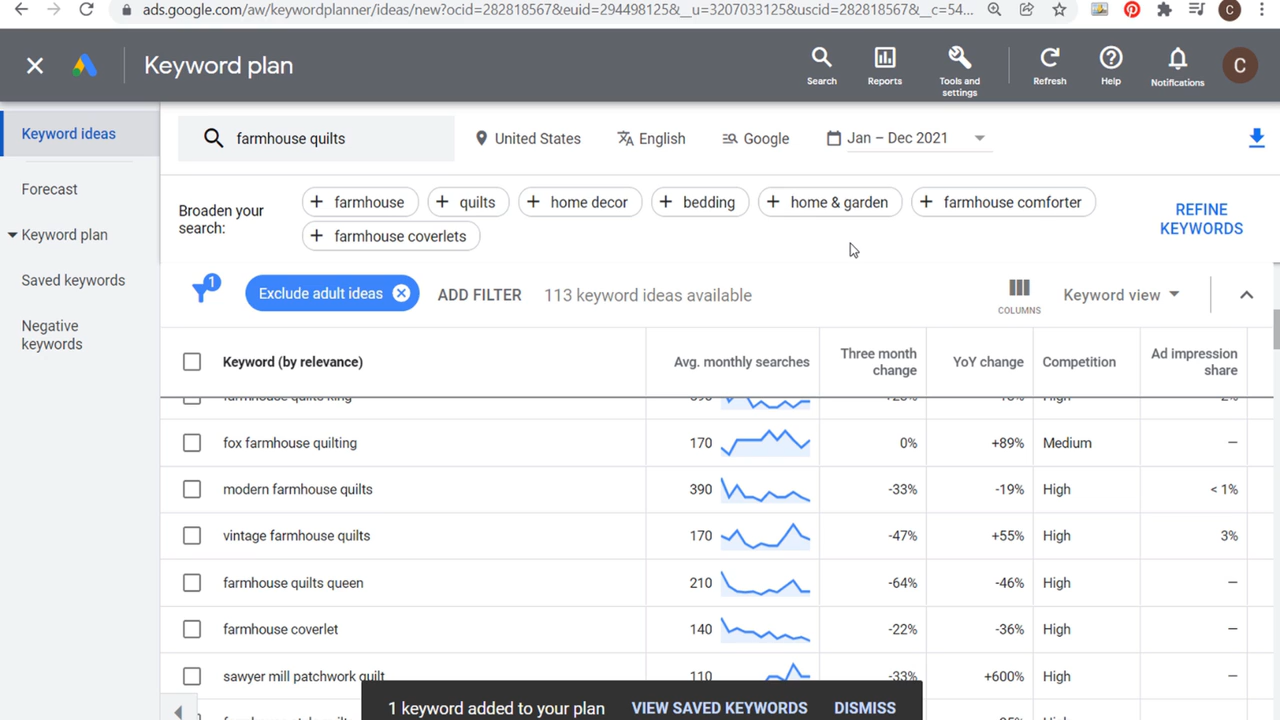 ads.google.com/aw/keywordplanner/ideas/new?ocid=282818567&euid=294498125&__u=3207033125&uscid=282818567&__c=54...
C
Keyword plan
Search
Reports
Tools and settings
Refresh
Help
Notifications
C
Keyword ideas
Forecast
Keyword plan
Saved keywords
Negative keywords
farmhouse quilts
United States
English
Google
Jan – Dec 2021
Broaden your search:
+ farmhouse
+ quilts
+ home decor
+ bedding
+ home & garden
+ farmhouse comforter
+ farmhouse coverlets
REFINE KEYWORDS
1
Exclude adult ideas
ADD FILTER
113 keyword ideas available
COLUMNS
Keyword view
Keyword (by relevance) Avg. monthly searches Three month change YoY change Competition Ad impression share
farmhouse quilts king
fox farmhouse quilting 170 0% +89% Medium –
modern farmhouse quilts 390 -33% -19% High < 1%
vintage farmhouse quilts 170 -47% +55% High 3%
farmhouse quilts queen 210 -64% -46% High –
farmhouse coverlet 140 -22% -36% High –
sawyer mill patchwork quilt 110 -33% +600% High –
1 keyword added to your plan VIEW SAVED KEYWORDS DISMISS